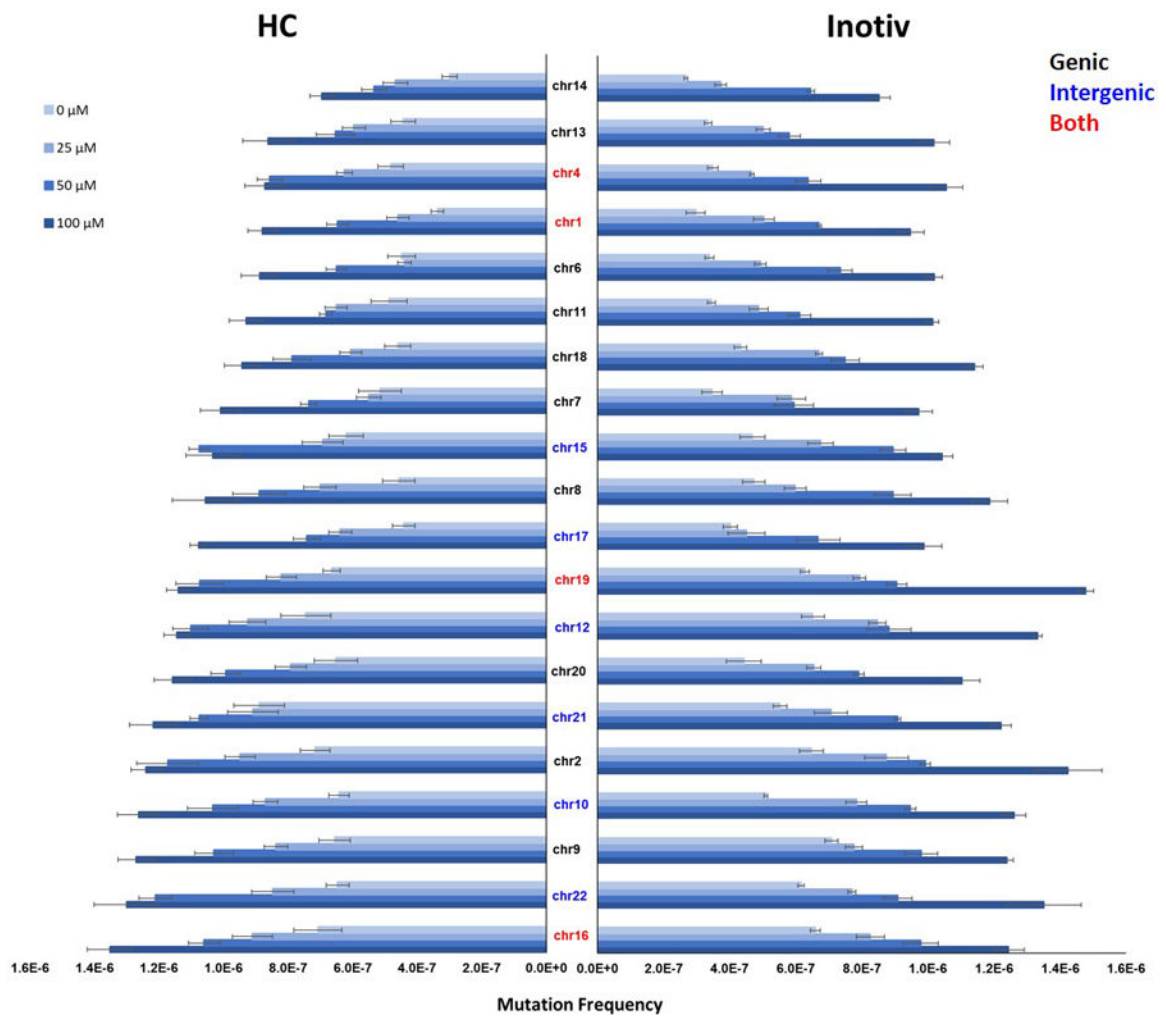 HC
Inotiv
Genic
Intergenic
Both
0 µM
25 µM
50 µM
100 µM
chr14
chr13
chr4
chr1
chr6
chr11
chr18
chr7
chr15
chr8
chr17
chr19
chr12
chr20
chr21
chr2
chr10
chr9
chr22
chr16
1.6E-6 1.4E-6 1.2E-6 1.0E-6 8.0E-7 6.0E-7 4.0E-7 2.0E-7 0.0E+0 0.0E+0 2.0E-7 4.0E-7 6.0E-7 8.0E-7 1.0E-6 1.2E-6 1.4E-6 1.6E-6
Mutation Frequency